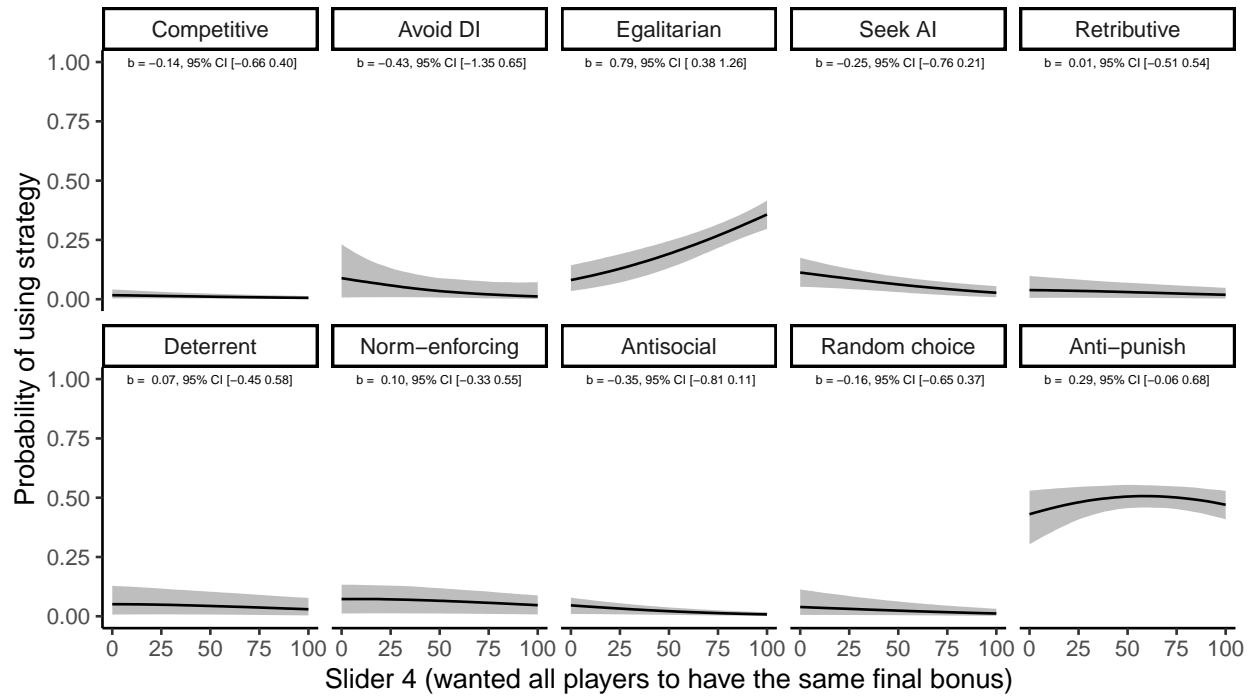 Competitive Avoid DI Egalitarian Seek AI Retributive
b = −0.14, 95% CI [−0.66 0.40] b = −0.43, 95% CI [−1.35 0.65] b = 0.79, 95% CI [ 0.38 1.26] b = −0.25, 95% CI [−0.76 0.21] b = 0.01, 95% CI [−0.51 0.54]
1.00
0.75
0.50
0.25
0.00
Deterrent Norm−enforcing Antisocial Random choice Anti−punish
b = 0.07, 95% CI [−0.45 0.58] b = 0.10, 95% CI [−0.33 0.55] b = −0.35, 95% CI [−0.81 0.11] b = −0.16, 95% CI [−0.65 0.37] b = 0.29, 95% CI [−0.06 0.68]
1.00
0.75
0.50
0.25
0.00
0 25 50 75 100 0 25 50 75 100 0 25 50 75 100 0 25 50 75 100 0 25 50 75 100
Slider 4 (wanted all players to have the same final bonus)
Probability of using strategy